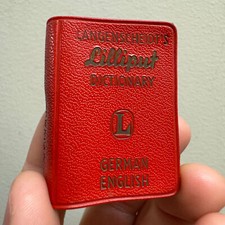 LANGENSCHEIDT'S
Lilliput
DICTIONARY
L
GERMAN
ENGLISH